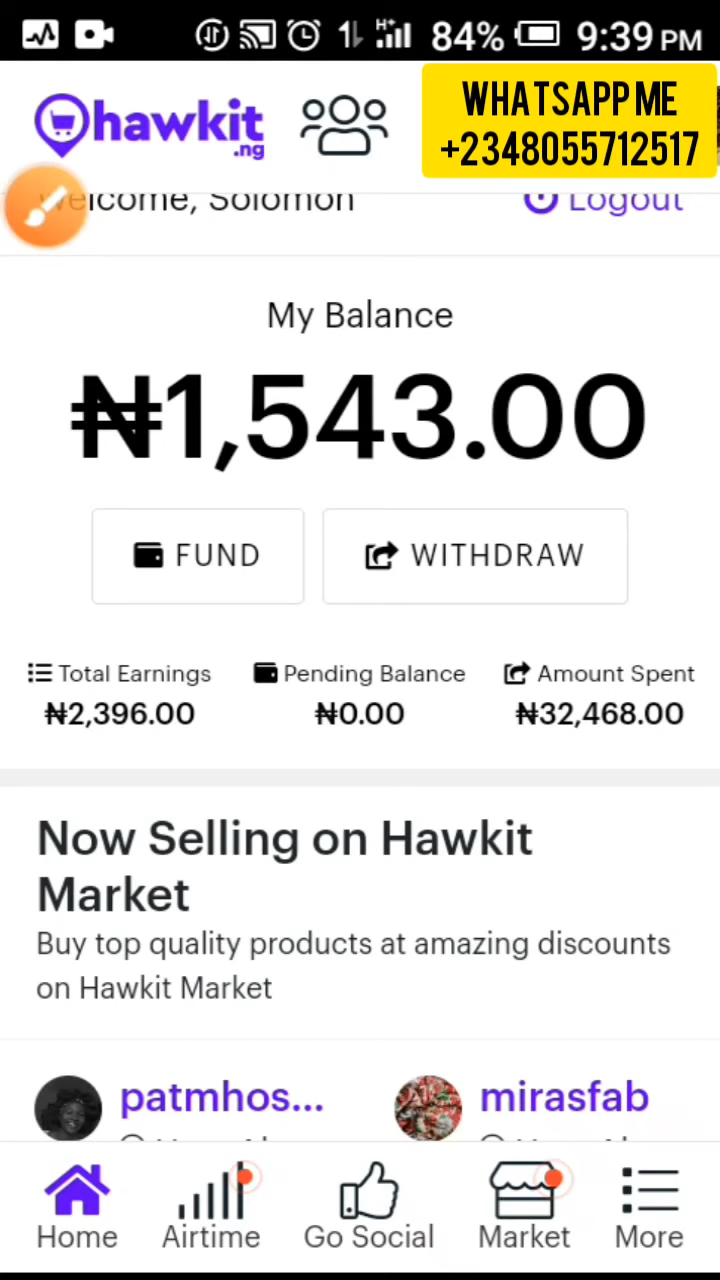 84% 9:39 PM
hawkit
.ng
WHATSAPP ME
+2348055712517
Welcome, Solomon
Logout
My Balance
₦1,543.00
FUND
WITHDRAW
Total Earnings
₦2,396.00
Pending Balance
₦0.00
Amount Spent
₦32,468.00
Now Selling on Hawkit
Market
Buy top quality products at amazing discounts
on Hawkit Market
patmhos...
mirasfab
Home
Airtime
Go Social
Market
More